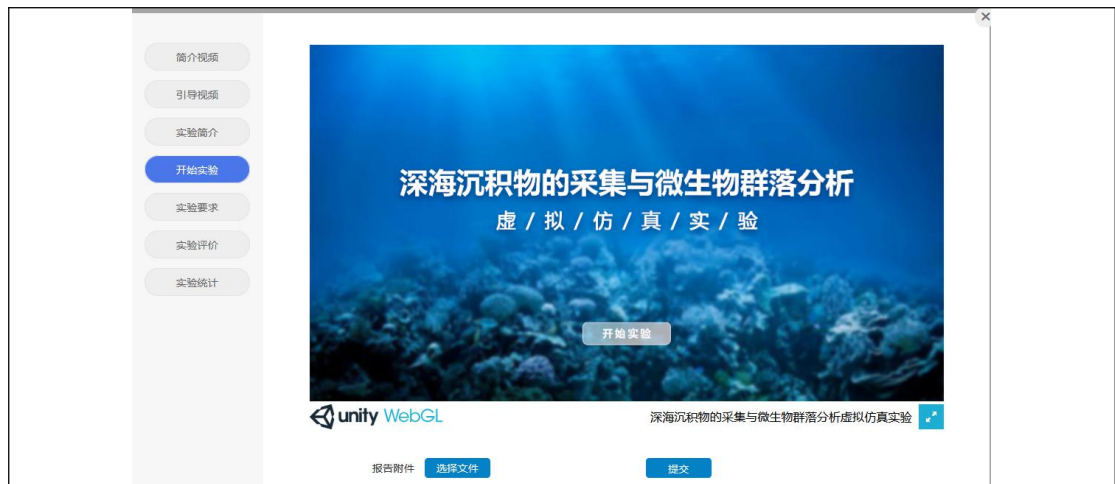 简介视频
引导视频
实验简介
开始实验
实验要求
实验评价
实验统计
深海沉积物的采集与微生物群落分析
虚/拟/仿/真/实/验
开始实验
unity WebGL
深海沉积物的采集与微生物群落分析虚拟仿真实验
报告附件 选择文件 提交